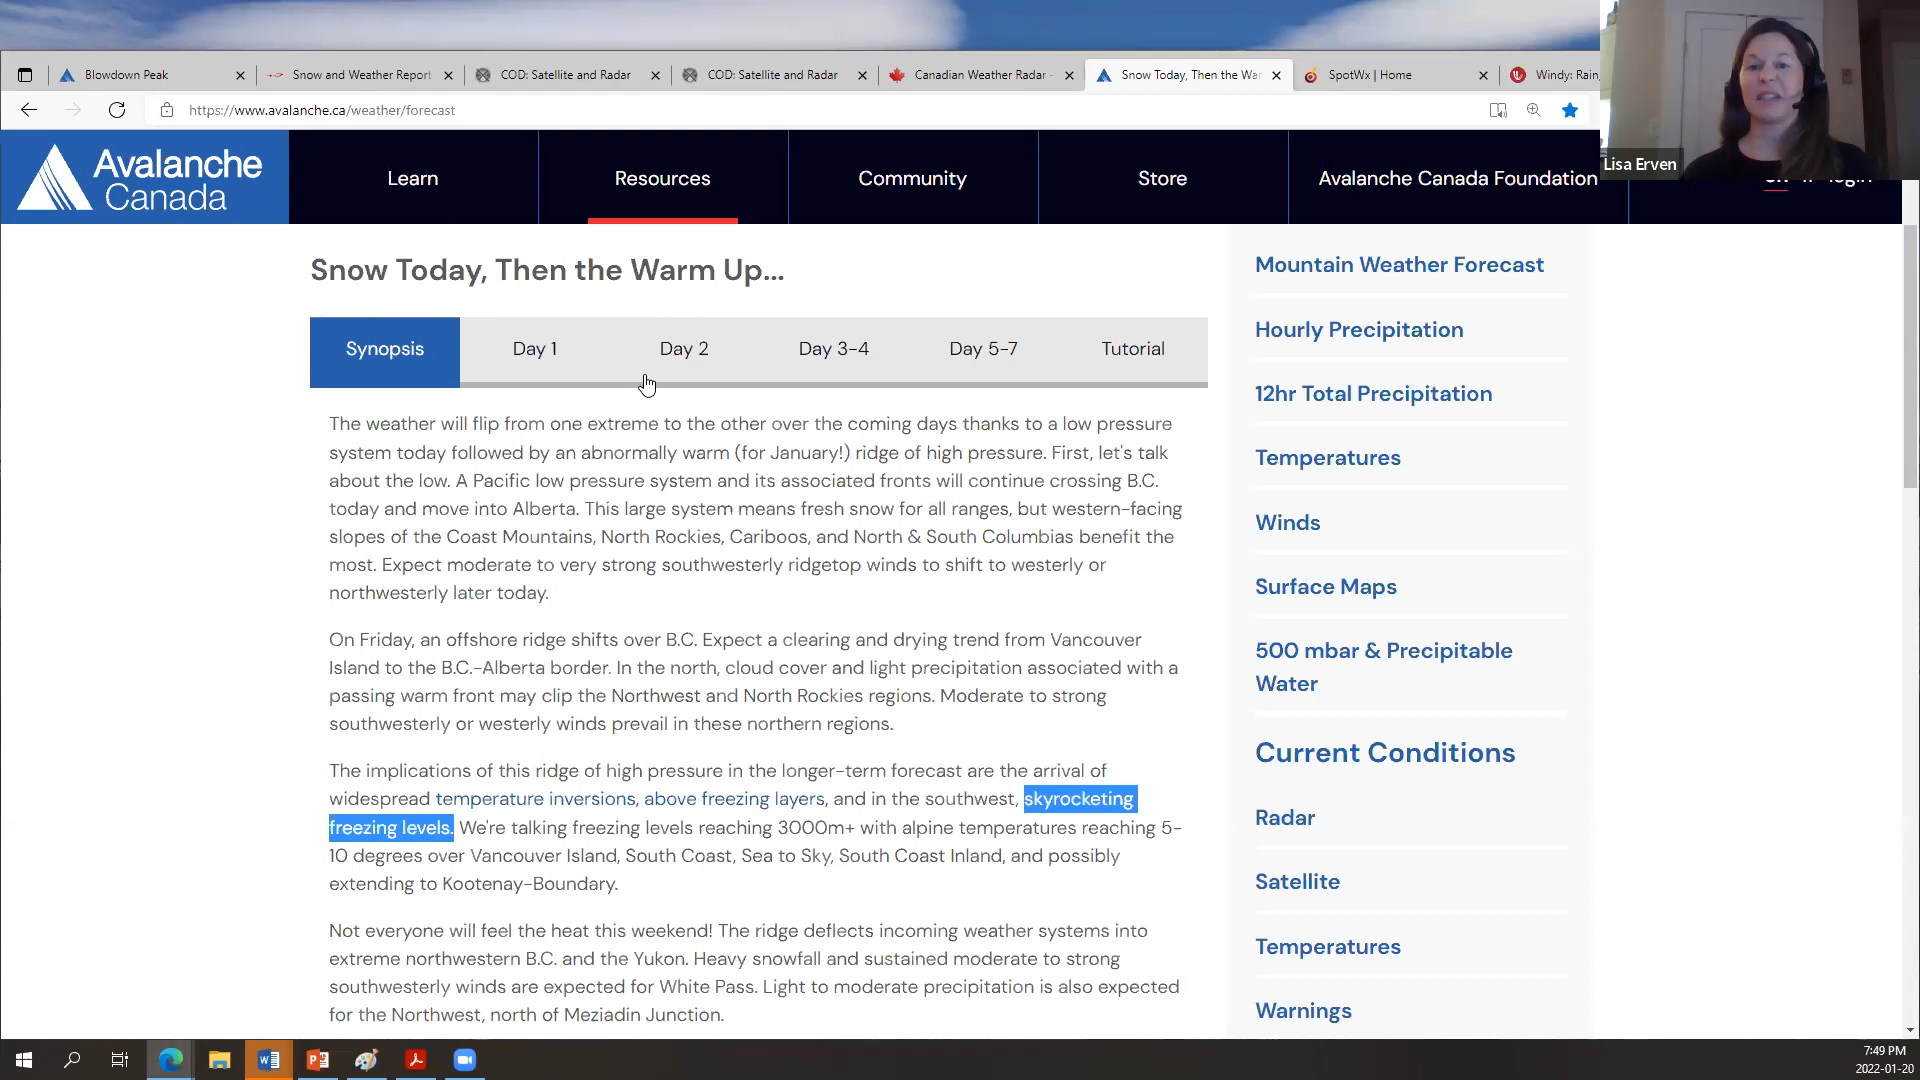 Blowdown Peak
Snow and Weather Report
COD: Satellite and Radar
COD: Satellite and Radar
Canadian Weather Radar -
Snow Today, Then the War
SpotWx | Home
Windy: Rain,
https://www.avalanche.ca/weather/forecast
Lisa Erven
Avalanche
Canada
Learn
Resources
Community
Store
Avalanche Canada Foundation
Snow Today, Then the Warm Up...
Synopsis
Day 1
Day 2
Day 3-4
Day 5-7
Tutorial
The weather will flip from one extreme to the other over the coming days thanks to a low pressure
system today followed by an abnormally warm (for January!) ridge of high pressure. First, let's talk
about the low. A Pacific low pressure system and its associated fronts will continue crossing B.C.
today and move into Alberta. This large system means fresh snow for all ranges, but western-facing
slopes of the Coast Mountains, North Rockies, Cariboos, and North & South Columbias benefit the
most. Expect moderate to very strong southwesterly ridgetop winds to shift to westerly or
northwesterly later today.
On Friday, an offshore ridge shifts over B.C. Expect a clearing and drying trend from Vancouver
Island to the B.C.-Alberta border. In the north, cloud cover and light precipitation associated with a
passing warm front may clip the Northwest and North Rockies regions. Moderate to strong
southwesterly or westerly winds prevail in these northern regions.
The implications of this ridge of high pressure in the longer-term forecast are the arrival of
widespread temperature inversions, above freezing layers, and in the southwest, skyrocketing
freezing levels. We're talking freezing levels reaching 3000m+ with alpine temperatures reaching 5-
10 degrees over Vancouver Island, South Coast, Sea to Sky, South Coast Inland, and possibly
extending to Kootenay-Boundary.
Not everyone will feel the heat this weekend! The ridge deflects incoming weather systems into
extreme northwestern B.C. and the Yukon. Heavy snowfall and sustained moderate to strong
southwesterly winds are expected for White Pass. Light to moderate precipitation is also expected
for the Northwest, north of Meziadin Junction.
Mountain Weather Forecast
Hourly Precipitation
12hr Total Precipitation
Temperatures
Winds
Surface Maps
500 mbar & Precipitable
Water
Current Conditions
Radar
Satellite
Temperatures
Warnings
7:49 PM
2022-01-20